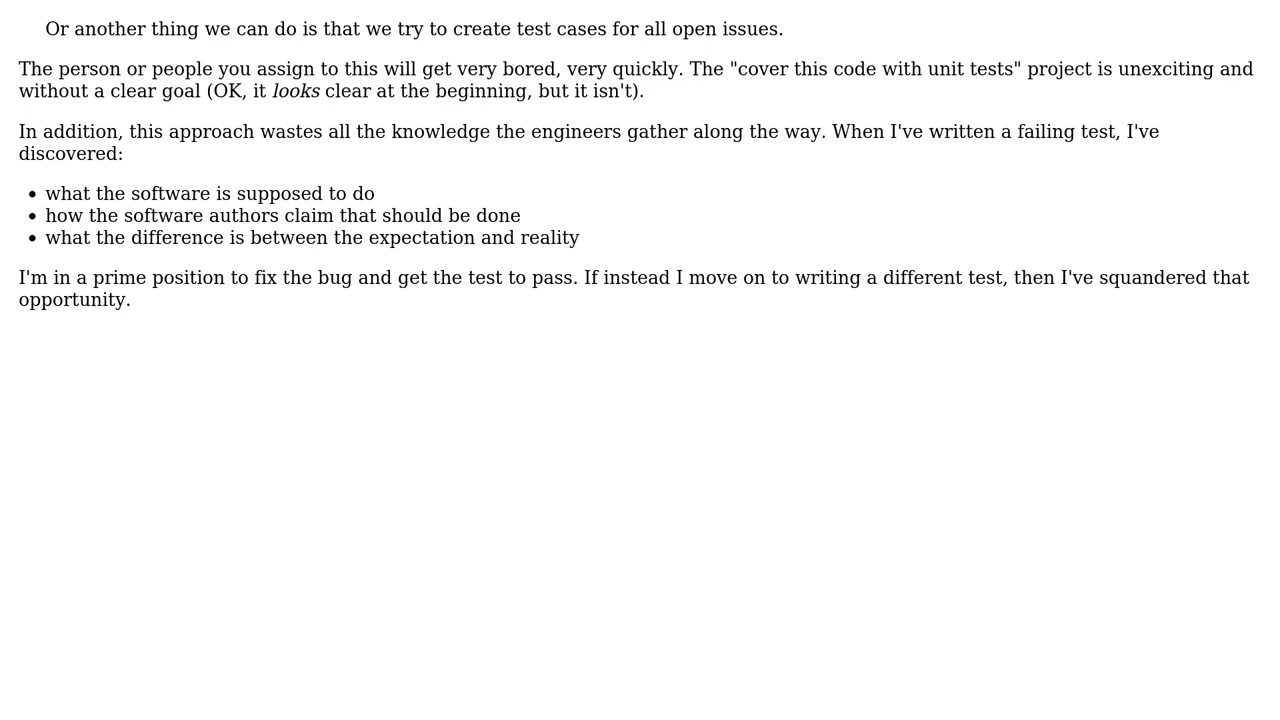 Or another thing we can do is that we try to create test cases for all open issues.
The person or people you assign to this will get very bored, very quickly. The "cover this code with unit tests" project is unexciting and
without a clear goal (OK, it looks clear at the beginning, but it isn't).
In addition, this approach wastes all the knowledge the engineers gather along the way. When I've written a failing test, I've
discovered:
• what the software is supposed to do
• how the software authors claim that should be done
• what the difference is between the expectation and reality
I'm in a prime position to fix the bug and get the test to pass. If instead I move on to writing a different test, then I've squandered that
opportunity.